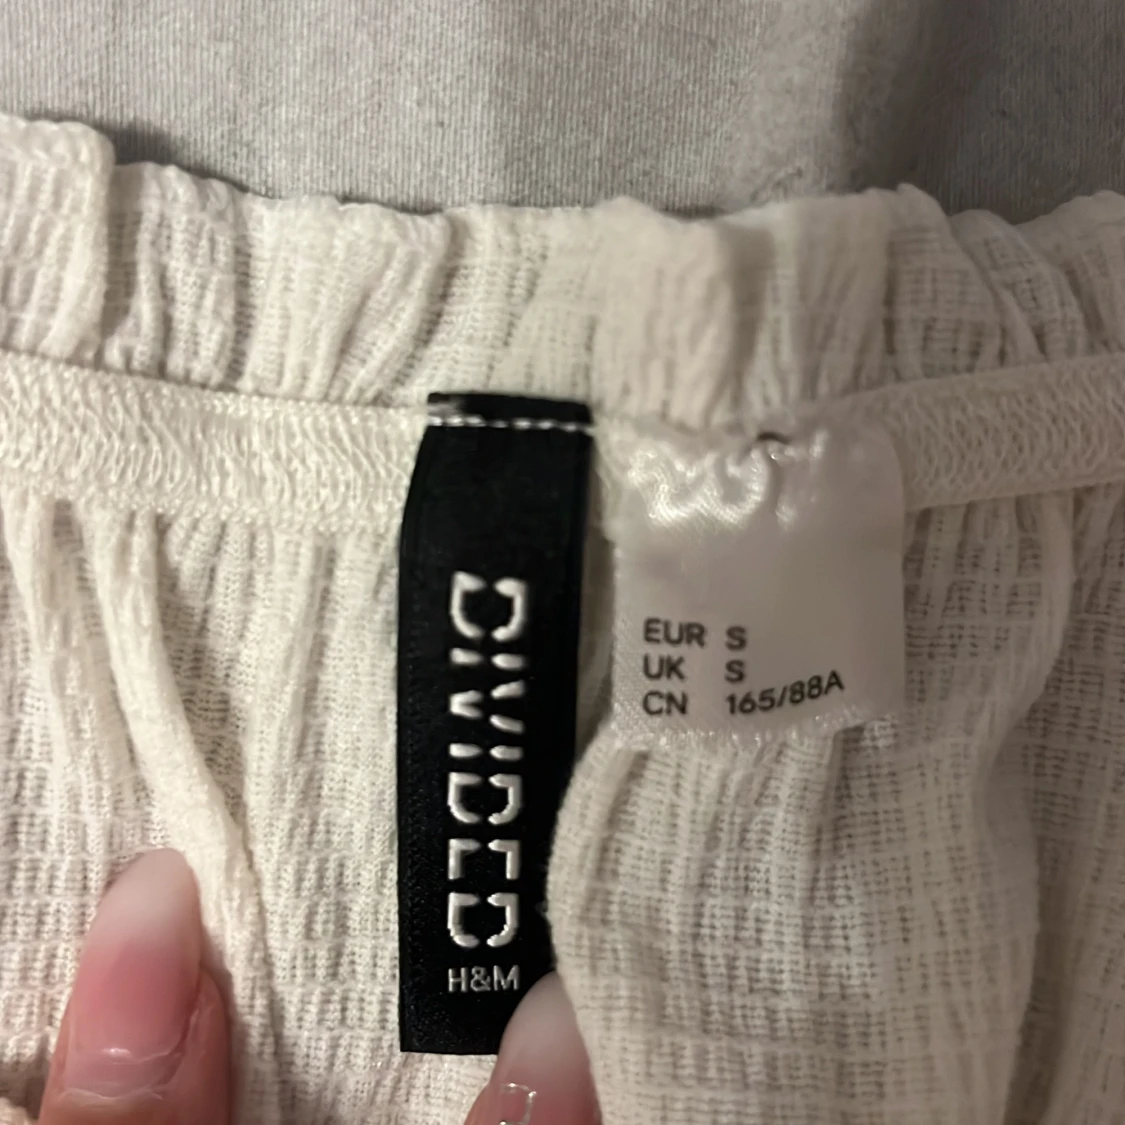 DIVIDED
H&M
EUR S
UK S
CN 165/88A